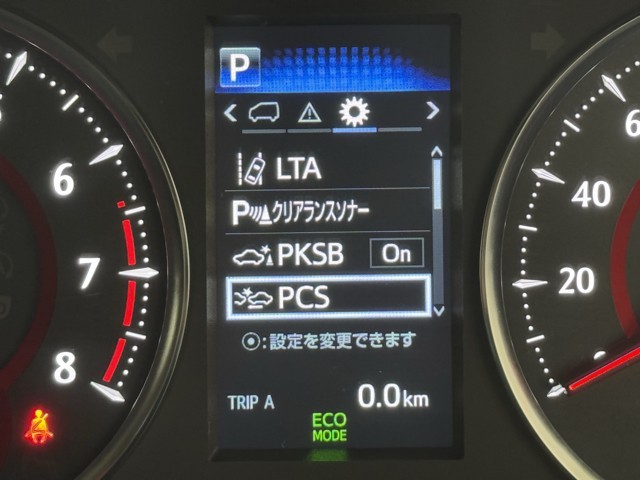 P
LTA
P クリアランスソナー
PKSB On
PCS
:設定を変更できます
TRIP A 0.0km
ECO
MODE
6
7
8
6
40
20